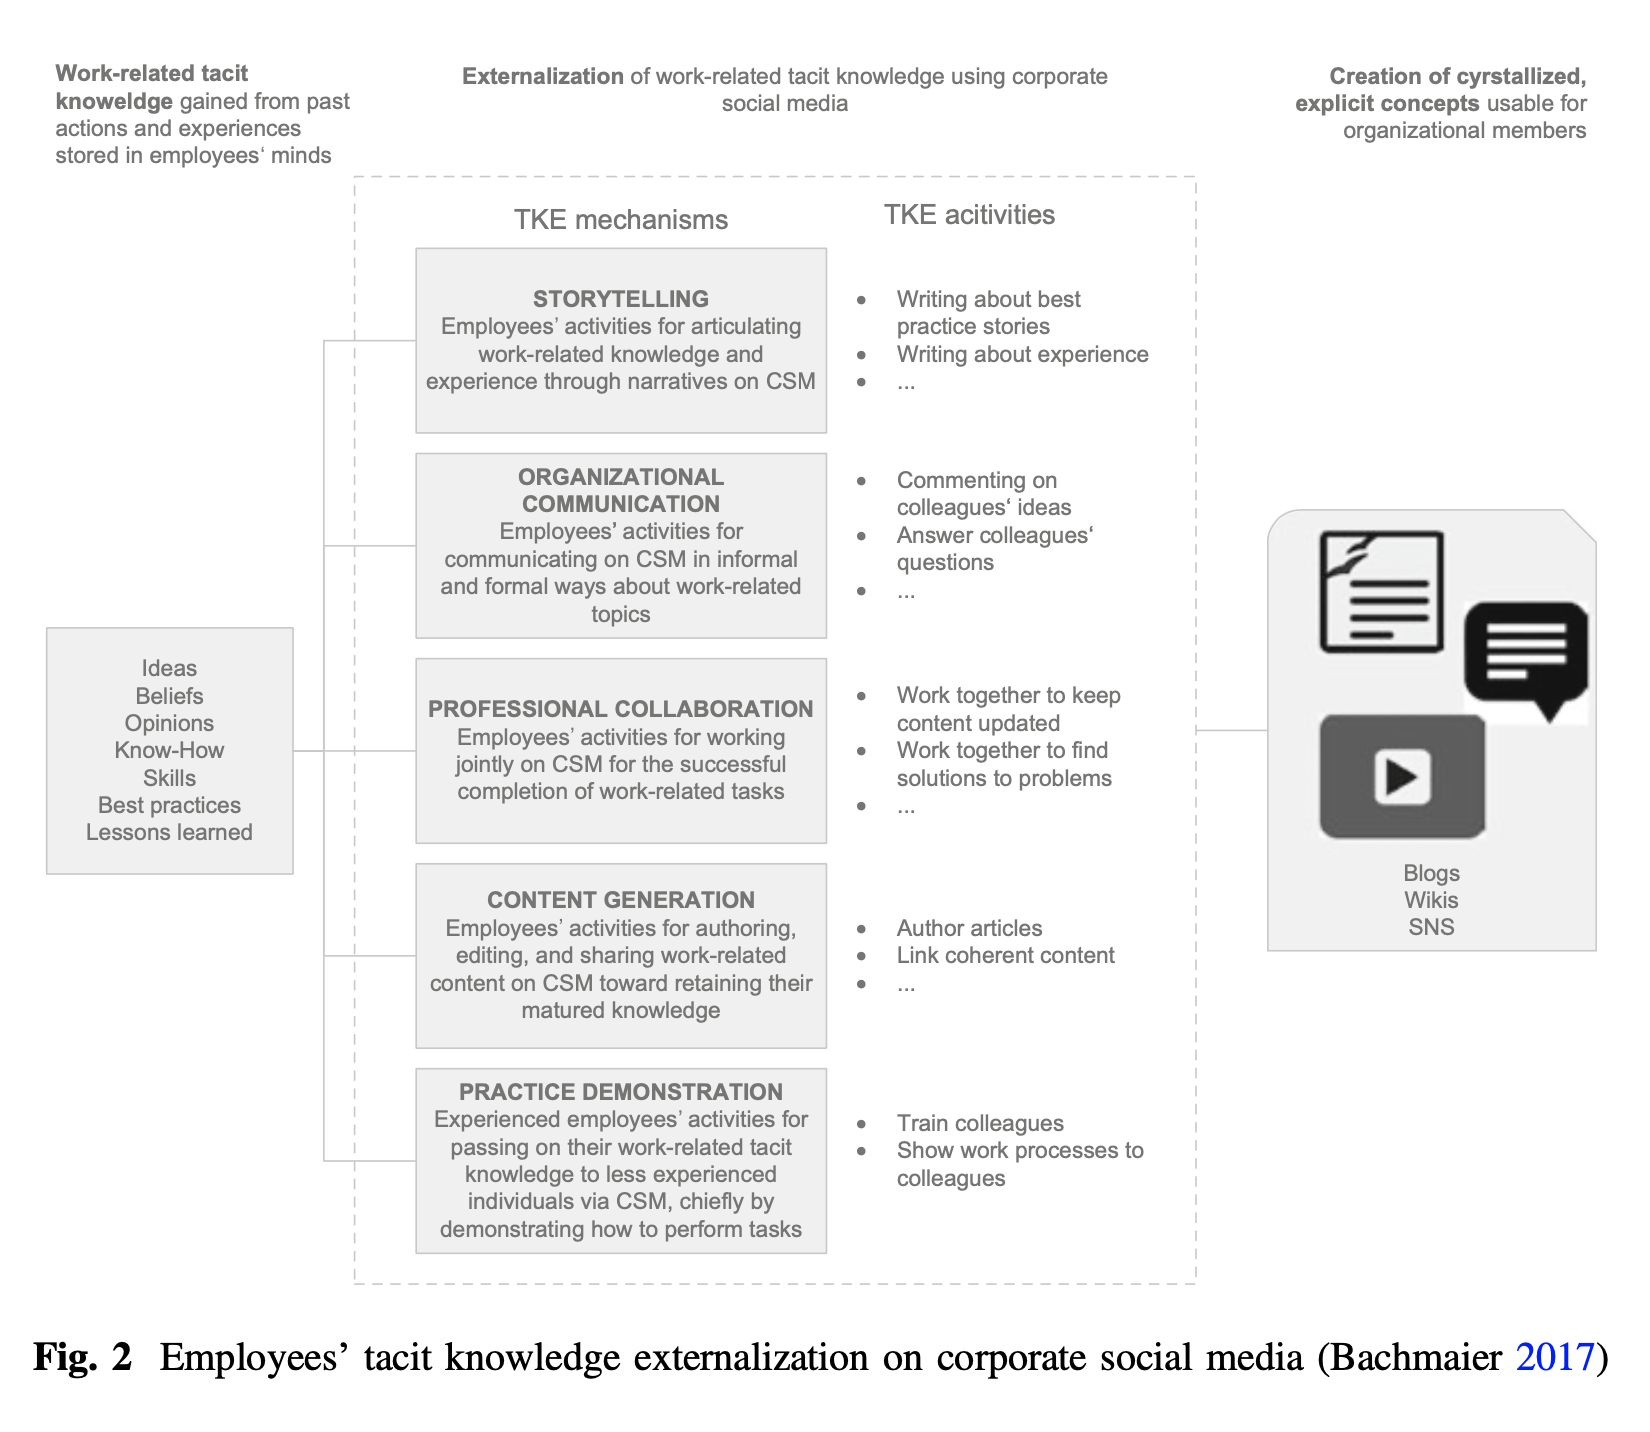 Work-related tacit
knoweldge gained from past
actions and experiences
stored in employees‘ minds
Externalization of work-related tacit knowledge using corporate
social media
Creation of cyrstallized,
explicit concepts usable for
organizational members
TKE mechanisms
TKE acitivities
STORYTELLING
Employees’ activities for articulating
work-related knowledge and
experience through narratives on CSM
• Writing about best
practice stories
• Writing about experience
• ...
ORGANIZATIONAL
COMMUNICATION
Employees’ activities for
communicating on CSM in informal
and formal ways about work-related
topics
• Commenting on
colleagues‘ ideas
• Answer colleagues‘
questions
• ...
Ideas
Beliefs
Opinions
Know-How
Skills
Best practices
Lessons learned
PROFESSIONAL COLLABORATION
Employees’ activities for working
jointly on CSM for the successful
completion of work-related tasks
• Work together to keep
content updated
• Work together to find
solutions to problems
• ...
CONTENT GENERATION
Employees’ activities for authoring,
editing, and sharing work-related
content on CSM toward retaining their
matured knowledge
• Author articles
• Link coherent content
• ...
PRACTICE DEMONSTRATION
Experienced employees’ activities for
passing on their work-related tacit
knowledge to less experienced
individuals via CSM, chiefly by
demonstrating how to perform tasks
• Train colleagues
• Show work processes to
colleagues
Blogs
Wikis
SNS
Fig. 2 Employees’ tacit knowledge externalization on corporate social media (Bachmaier 2017)